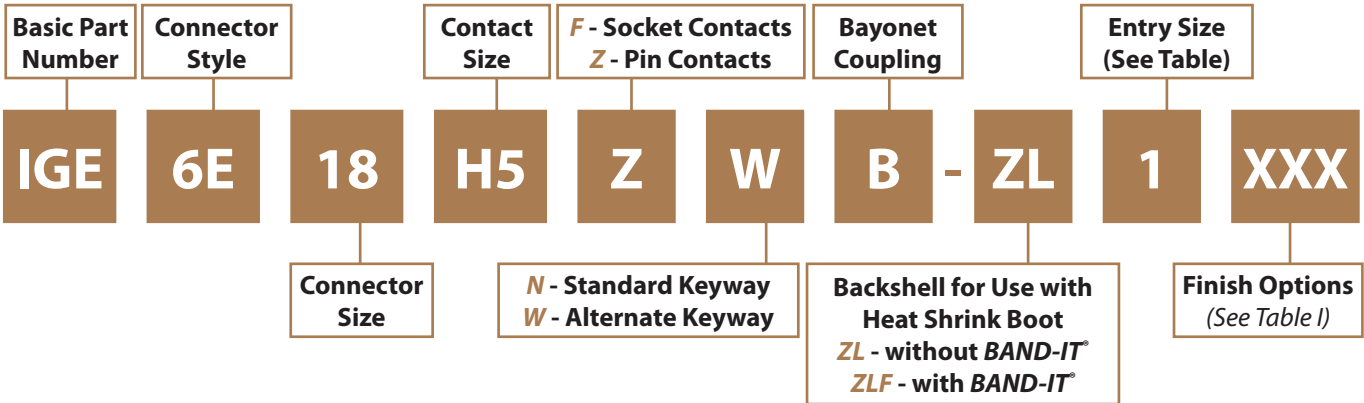 Basic Part
Number
Connector
Style
Contact
Size
F - Socket Contacts
Z - Pin Contacts
Bayonet
Coupling
Entry Size
(See Table)
IGE 6E 18 H5 Z W B - ZL 1 XXX
Connector
Size
N - Standard Keyway
W - Alternate Keyway
Backshell for Use with
Heat Shrink Boot
ZL - without BAND-IT®
ZLF - with BAND-IT®
Finish Options
(See Table I)